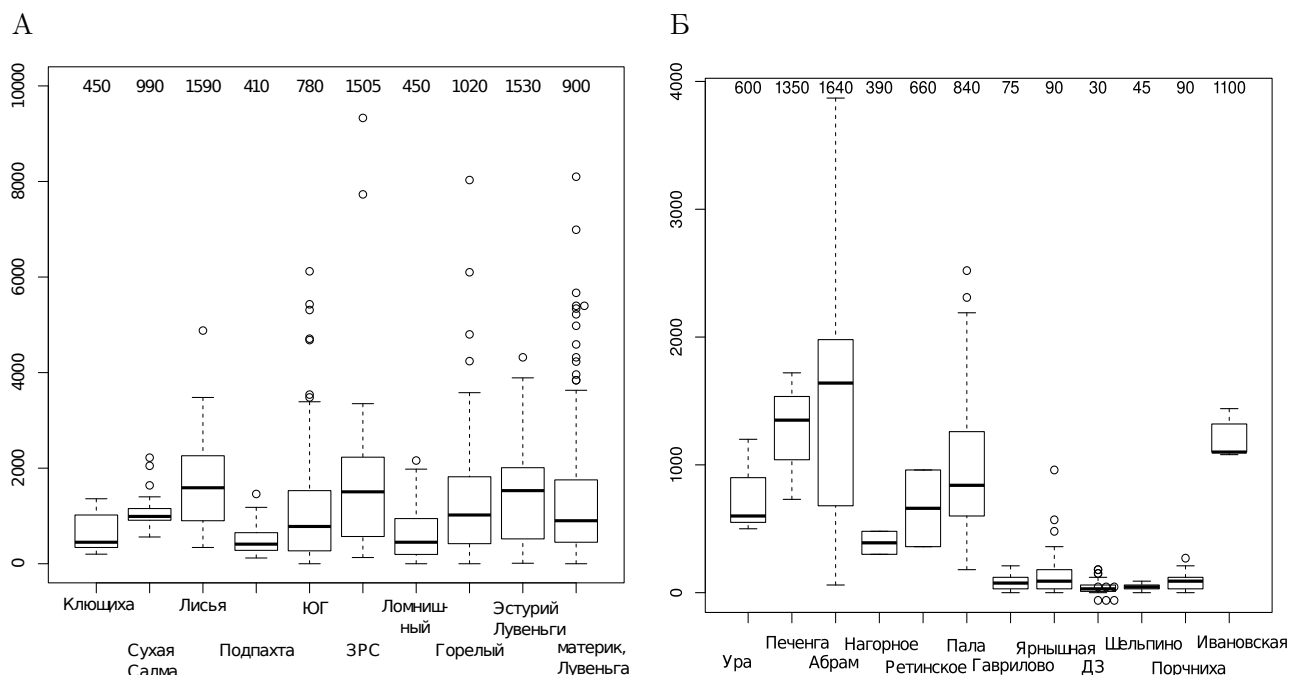 А
Б
450 990 1590 410 780 1505 450 1020 1530 900
10000
8000
6000
4000
2000
0
Клющиха
Лисья
ЮГ
Ломниш-
ный
Эстурий
Лувеньги
Сухая
Салма
Подпахта
ЗРС
Горелый
материк,
Лувеньга
600 1350 1640 390 660 840 75 90 30 45 90 1100
4000
3000
2000
1000
0
Ура
Печенга
Абрам
Нагорное
Ретинское
Пала
Гаврилово
Ярнышная
ДЗ
Шельпино
Порчниха
Ивановская